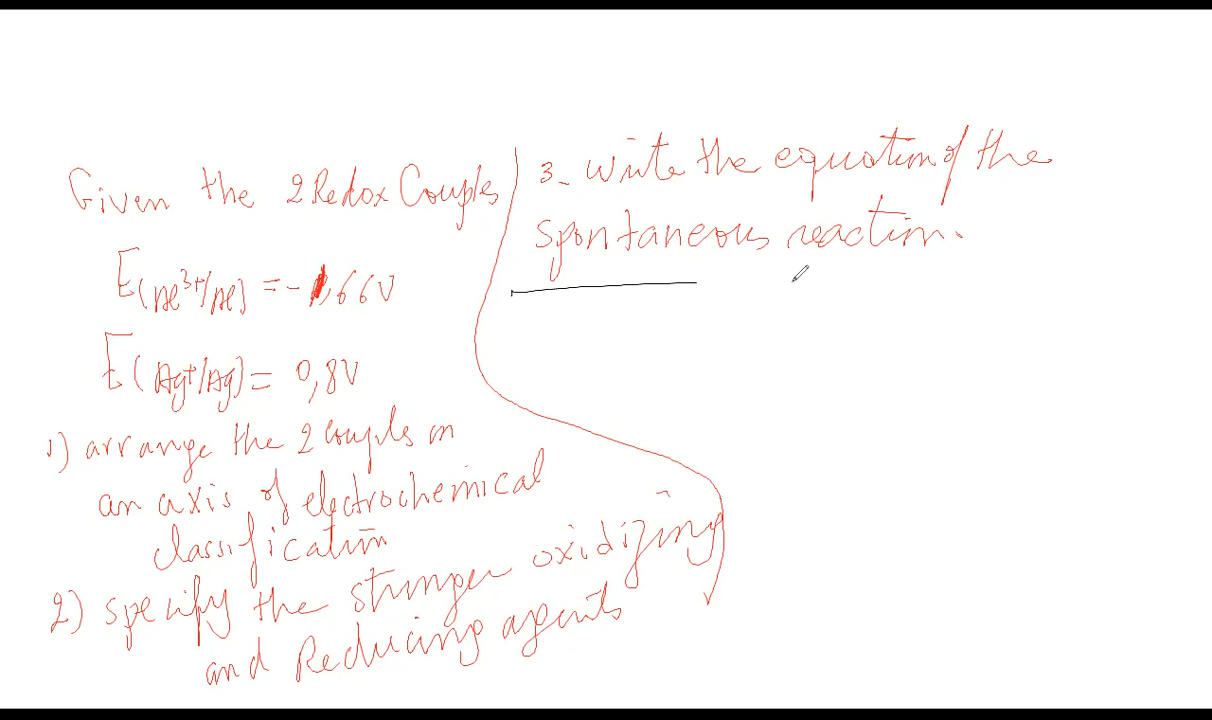 Given the 2 Redox Couples
E(Al3+/Al) = -1,66V
E(Ag+/Ag) = 0,8V
1) arrange the 2 couples on
an axis of electrochemical
classification
2) specify the stronger oxidizing
and Reducing agents
3_ write the equation of the
spontaneous reaction.